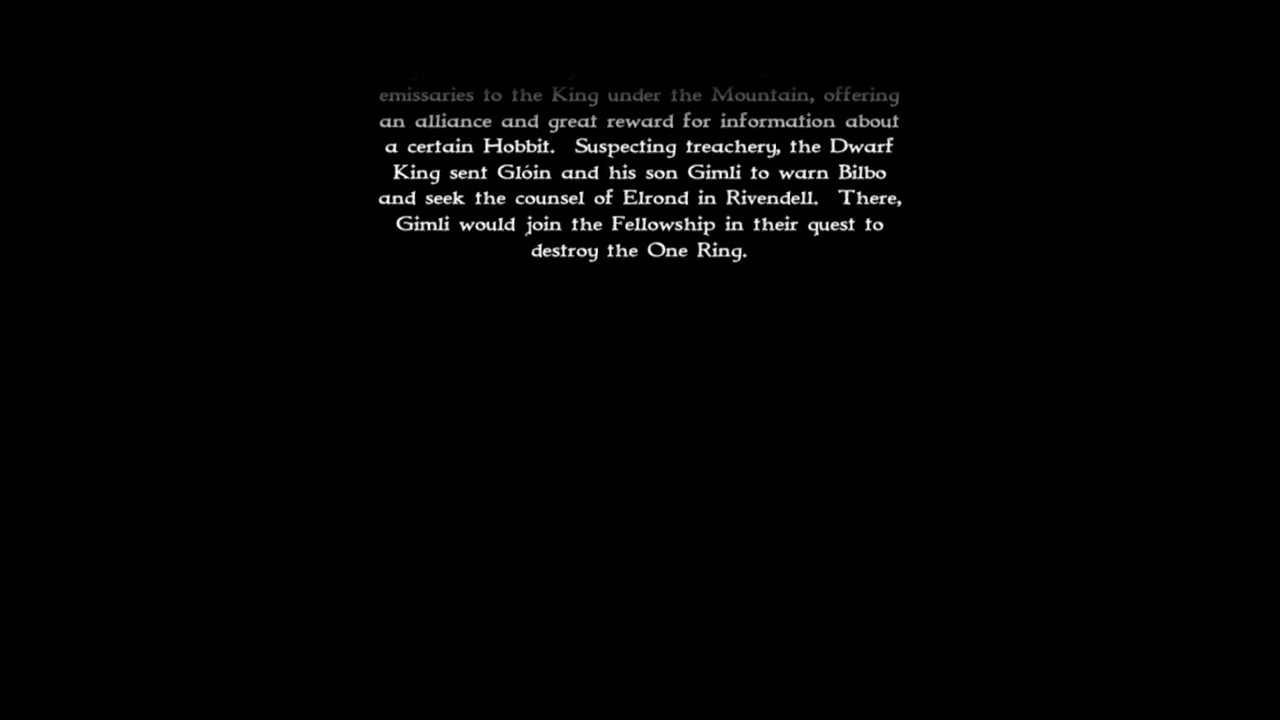 emissaries to the King under the Mountain, offering
an alliance and great reward for information about
a certain Hobbit. Suspecting treachery, the Dwarf
King sent Glóin and his son Gimli to warn Bilbo
and seek the counsel of Elrond in Rivendell. There,
Gimli would join the Fellowship in their quest to
destroy the One Ring.